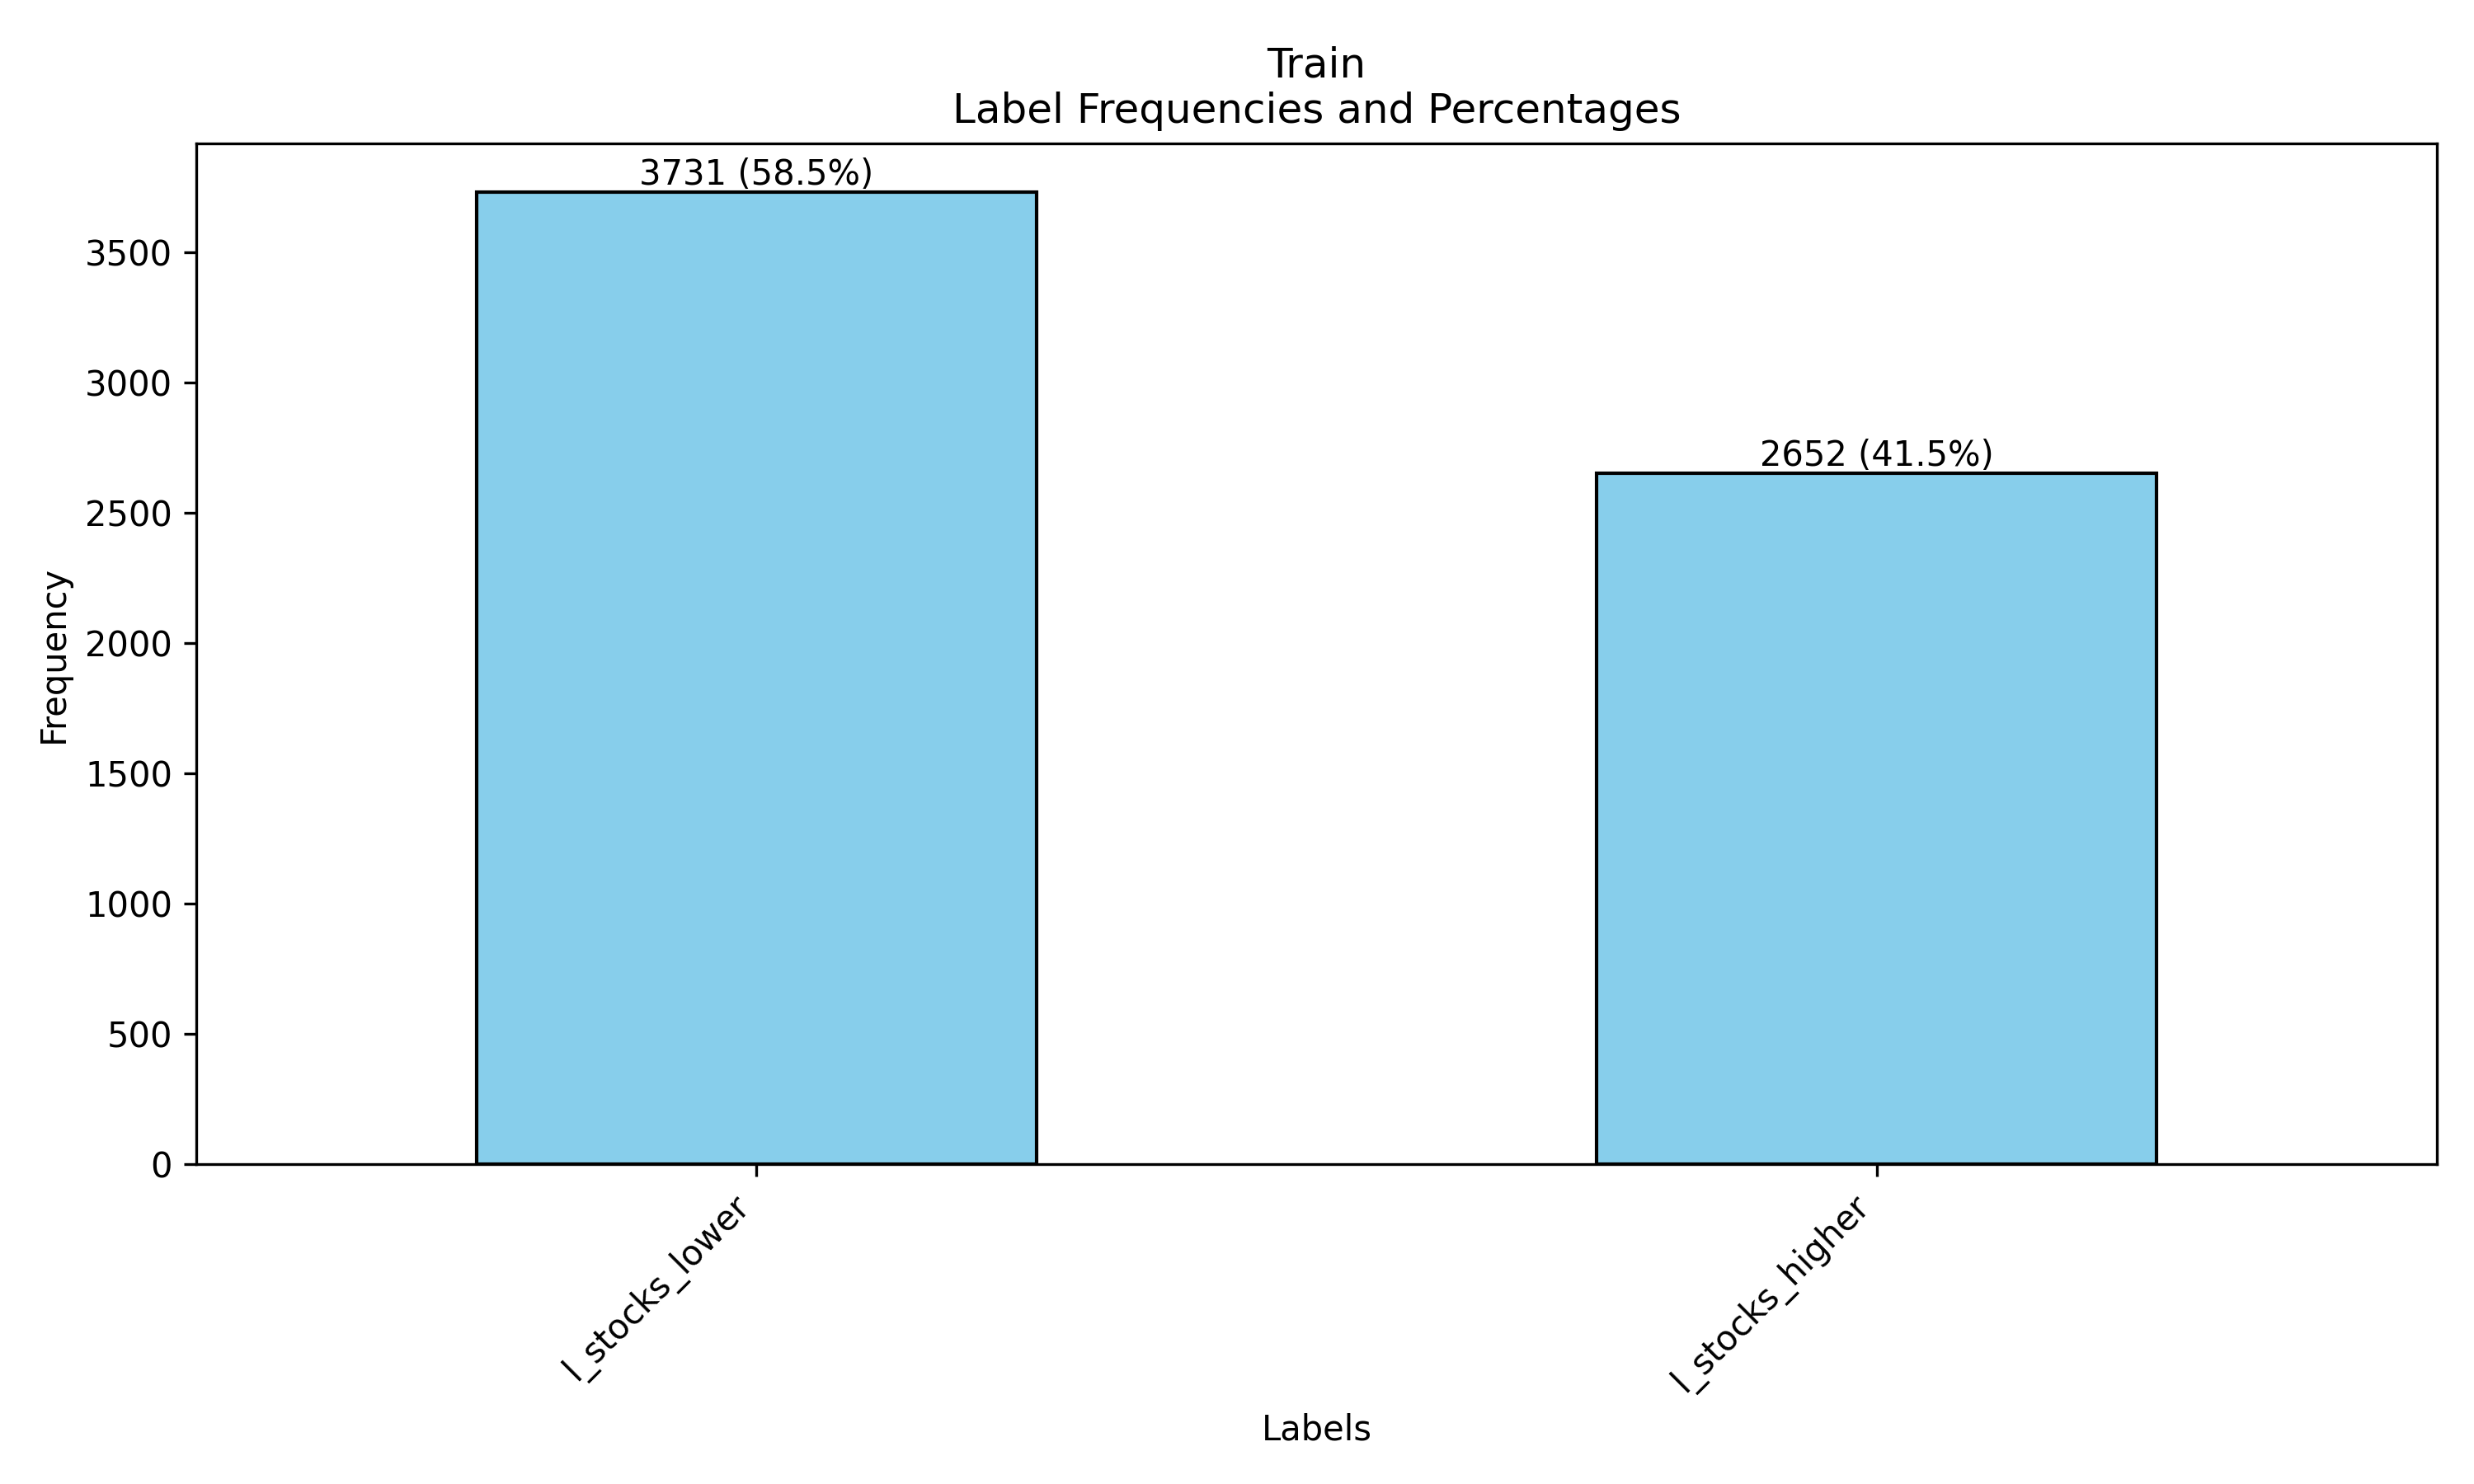 Train
Label Frequencies and Percentages
3731 (58.5%)
2652 (41.5%)
3500
3000
2500
2000
1500
1000
500
0
Frequency
l_stocks_lower
l_stocks_higher
Labels